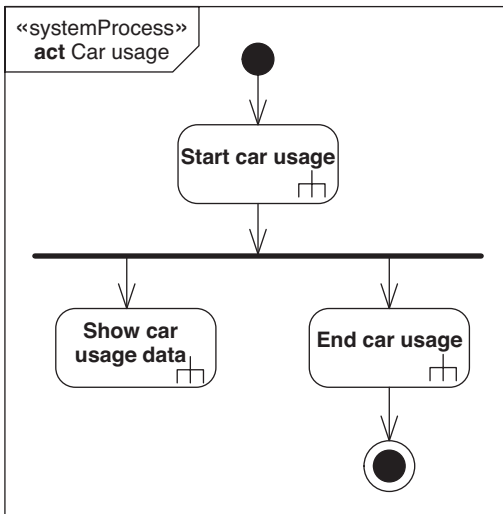 «systemProcess»
act Car usage
Start car usage
Show car
usage data
End car usage